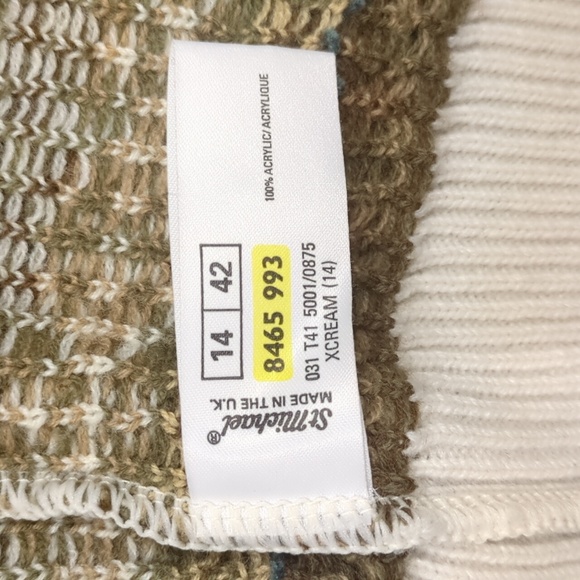 St Michael®
MADE IN THE U.K.
14 42
8465 993
031 T41 5001/0875
XCREAM (14)
100% ACRYLIC/ACRYLIQUE